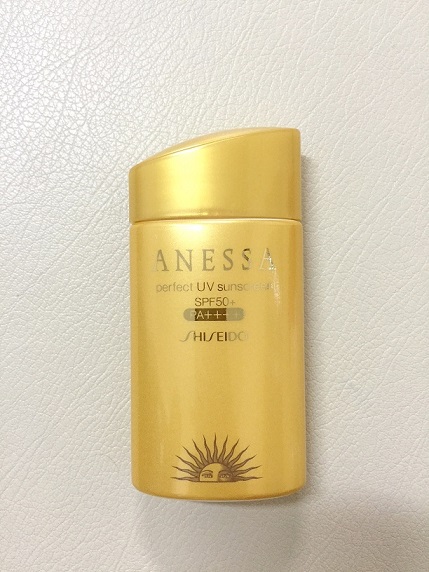 ANESSA
perfect UV sunscreen
SPF50+
PA++++
SHISEIDO